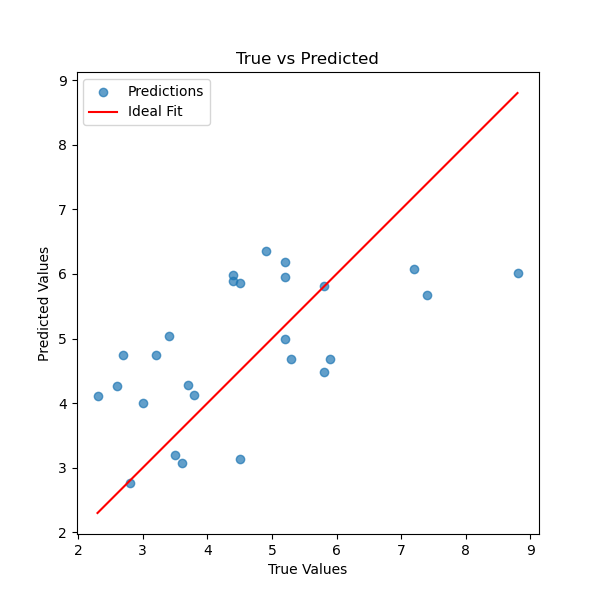 True vs Predicted
Predictions
Ideal Fit
9
8
7
6
5
4
3
2
Predicted Values
2 3 4 5 6 7 8 9
True Values